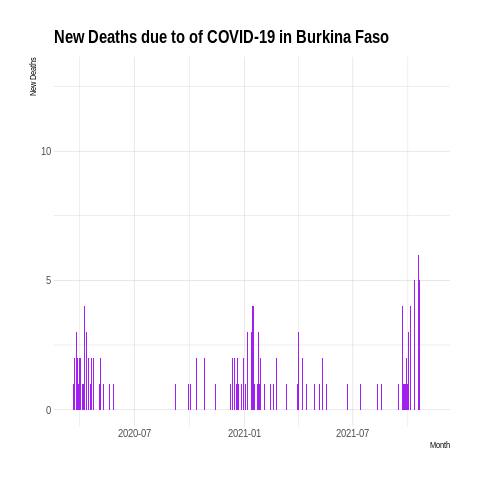 New Deaths due to of COVID-19 in Burkina Faso
New Deaths
10
5
0
2020-07 2021-01 2021-07
Month